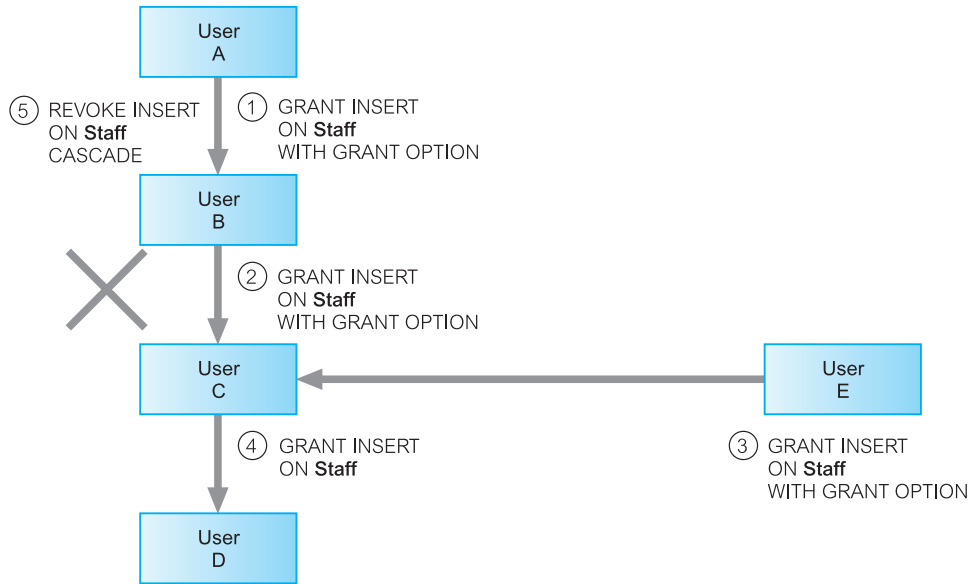 User
A
⑤ REVOKE INSERT
ON Staff
CASCADE
① GRANT INSERT
ON Staff
WITH GRANT OPTION
User
B
② GRANT INSERT
ON Staff
WITH GRANT OPTION
User
C
User
E
④ GRANT INSERT
ON Staff
③ GRANT INSERT
ON Staff
WITH GRANT OPTION
User
D